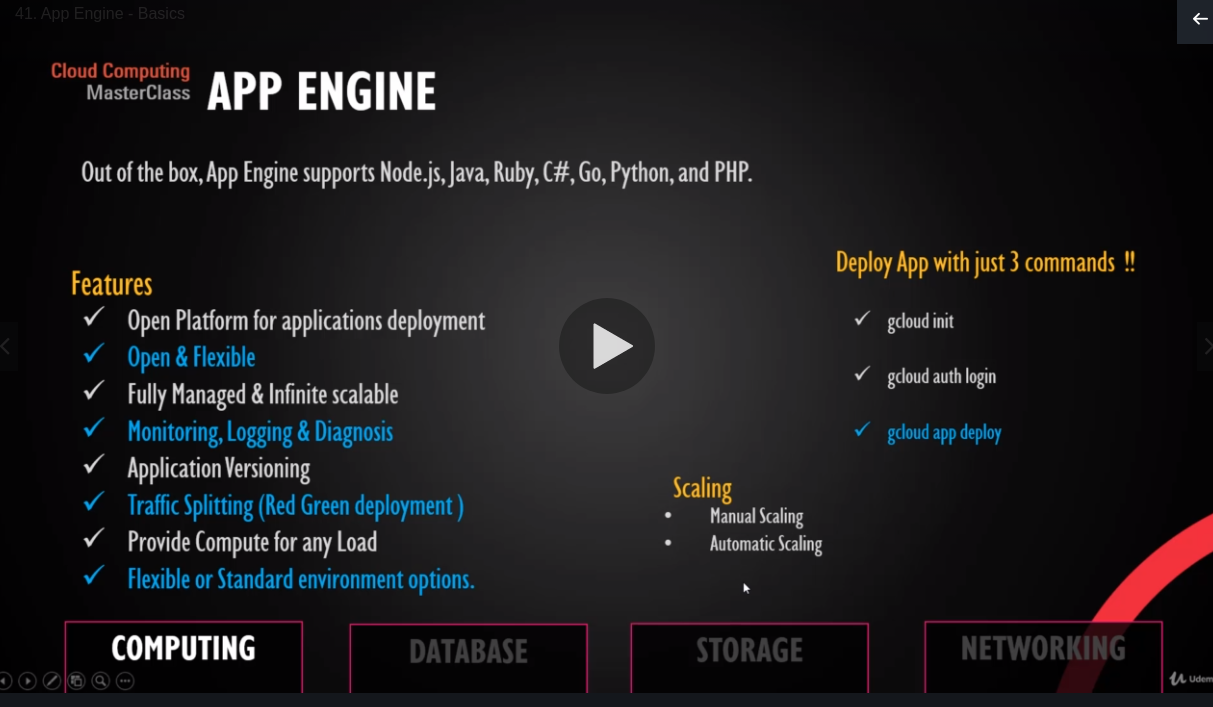 41. App Engine - Basics
Cloud Computing
MasterClass
APP ENGINE
Out of the box, App Engine supports Node.js, Java, Ruby, C#, Go, Python, and PHP.
Features
Open Platform for applications deployment
Open & Flexible
Fully Managed & Infinite scalable
Monitoring, Logging & Diagnosis
Application Versioning
Traffic Splitting (Red Green deployment )
Provide Compute for any Load
Flexible or Standard environment options.
Deploy App with just 3 commands !!
gcloud init
gcloud auth login
gcloud app deploy
Scaling
Manual Scaling
Automatic Scaling
COMPUTING
DATABASE
STORAGE
NETWORKING
Udem